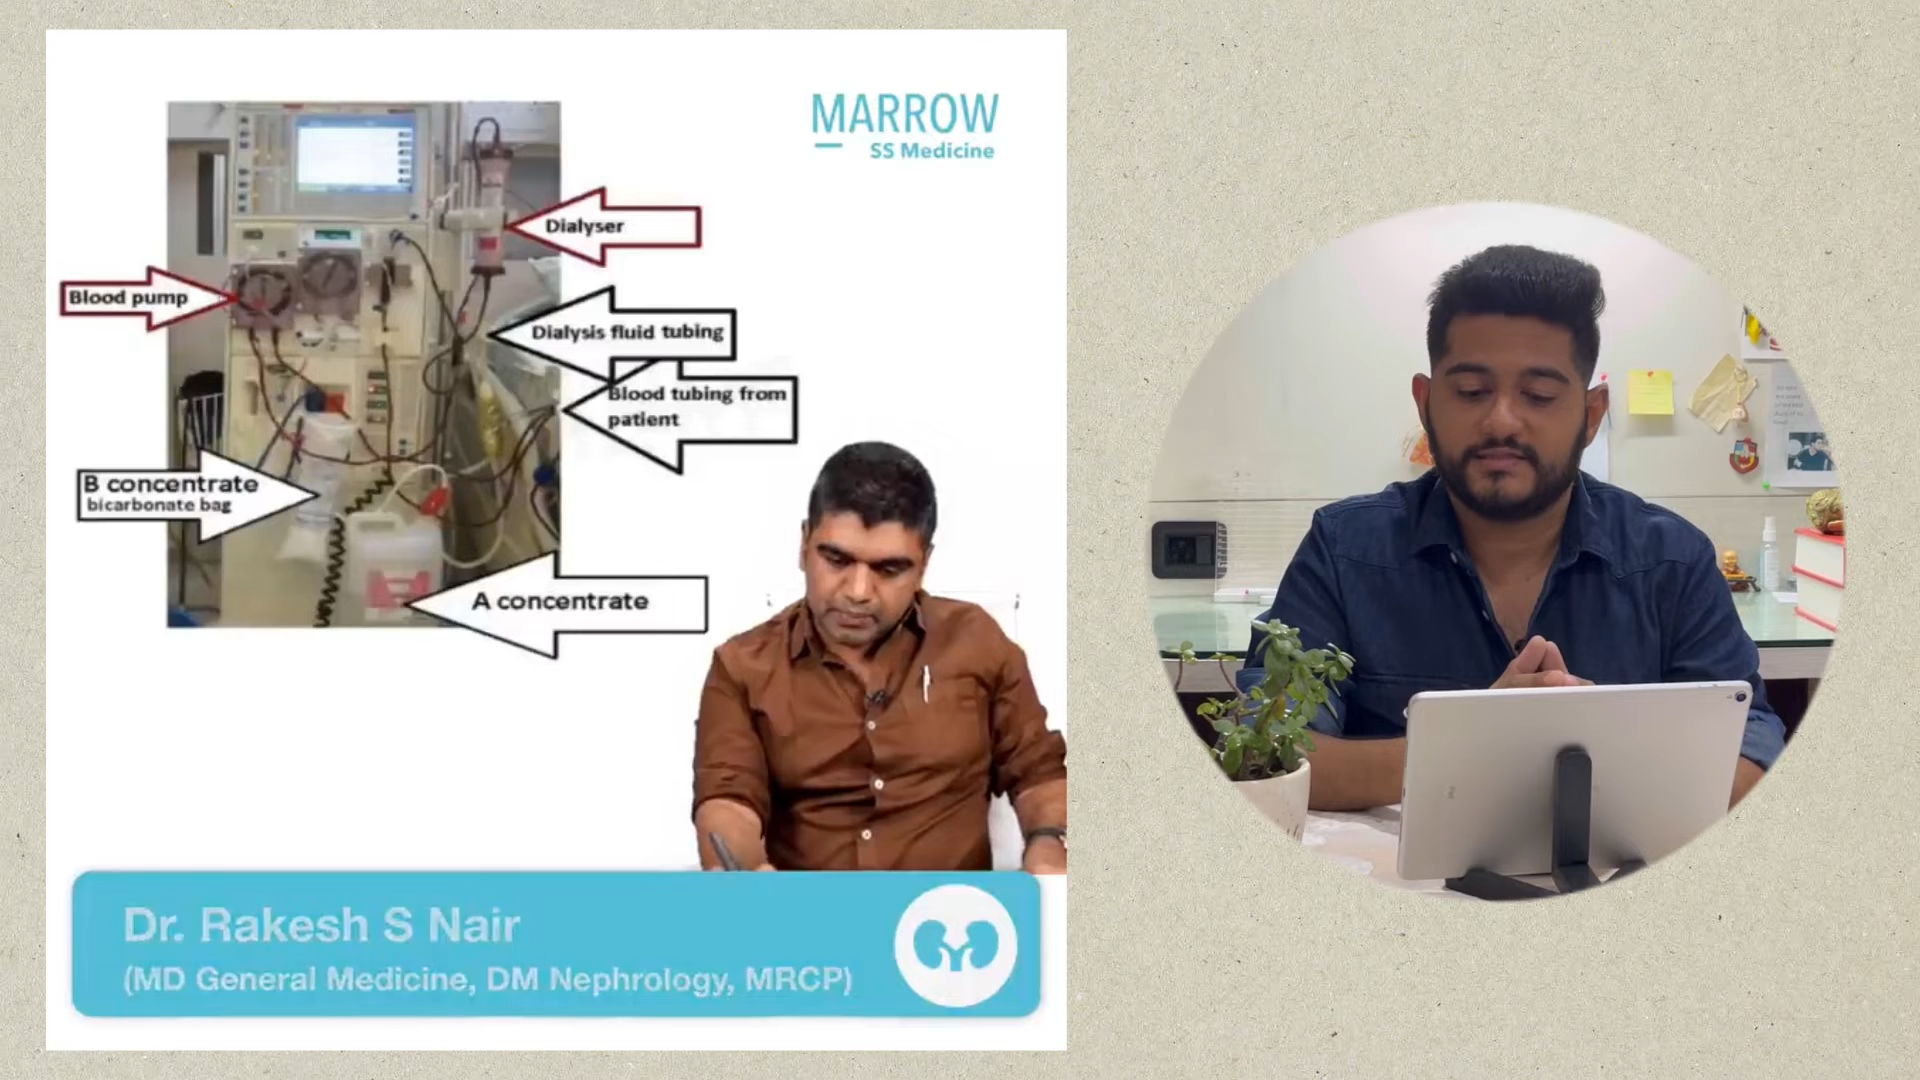 MARROW
SS Medicine
Dialyser
Blood pump
Dialysis fluid tubing
Blood tubing from
patient
B concentrate
bicarbonate bag
A concentrate
Dr. Rakesh S Nair
(MD General Medicine, DM Nephrology, MRCP)